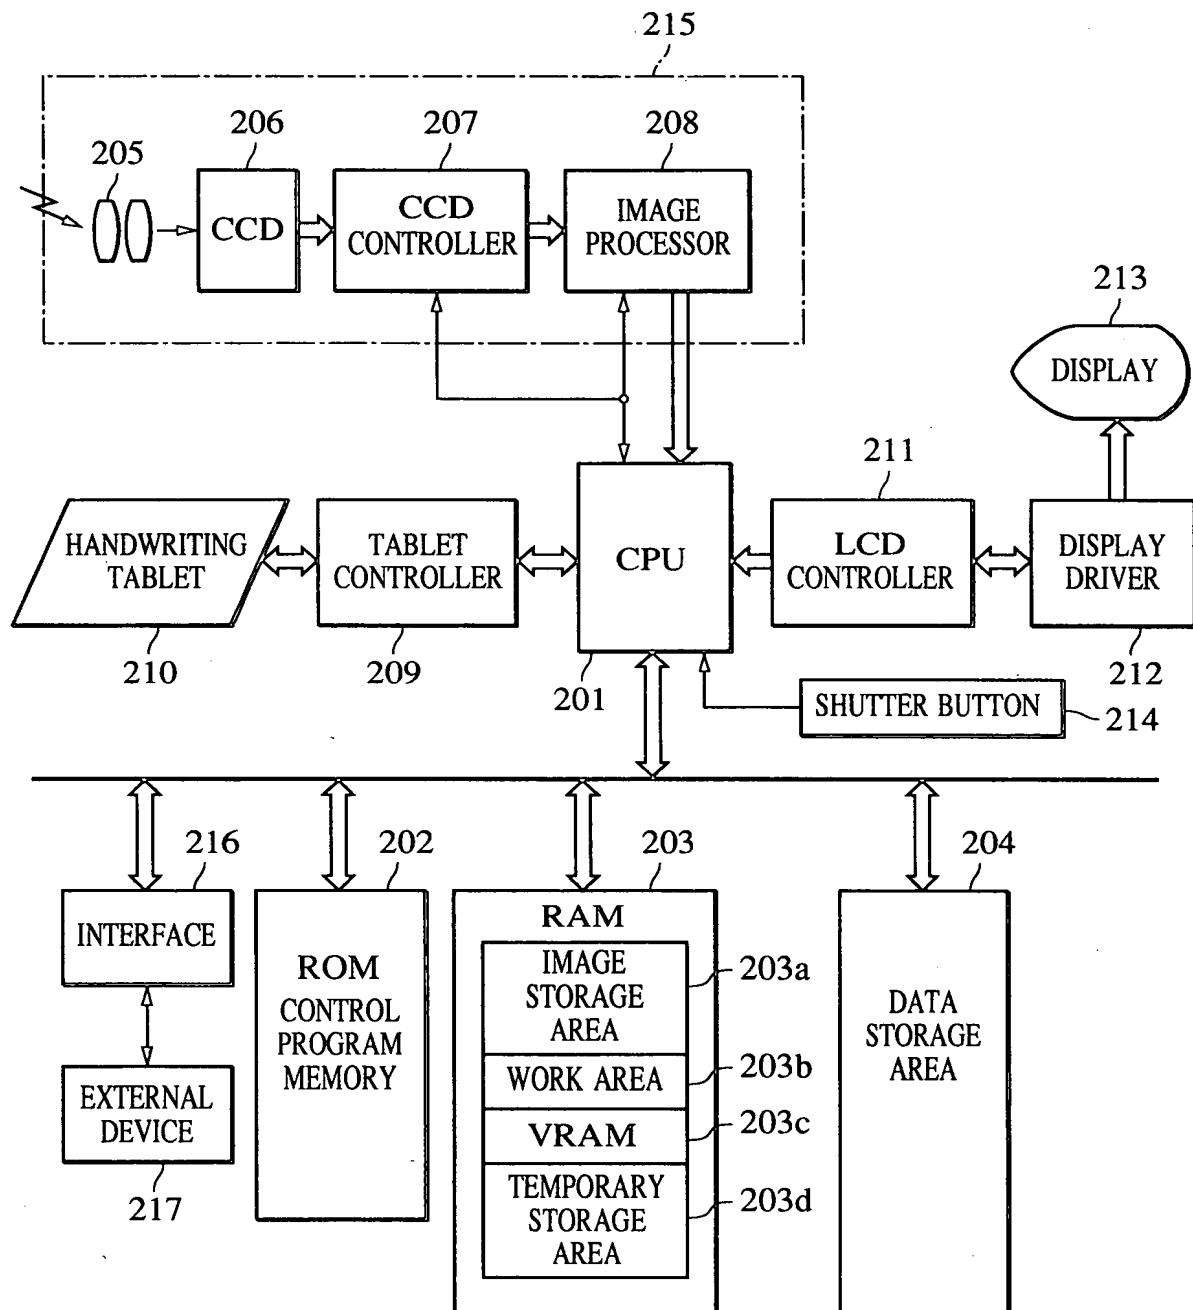 215
206
207
208
205
CCD
CCD
CONTROLLER
IMAGE
PROCESSOR
213
DISPLAY
211
HANDWRITING
TABLET
TABLET
CONTROLLER
CPU
LCD
CONTROLLER
DISPLAY
DRIVER
210
209
201
212
SHUTTER BUTTON
214
216
202
203
204
INTERFACE
ROM
CONTROL
PROGRAM
MEMORY
RAM
IMAGE
STORAGE
AREA
203a
WORK AREA
203b
VRAM
203c
TEMPORARY
STORAGE
AREA
203d
DATA
STORAGE
AREA
EXTERNAL
DEVICE
217